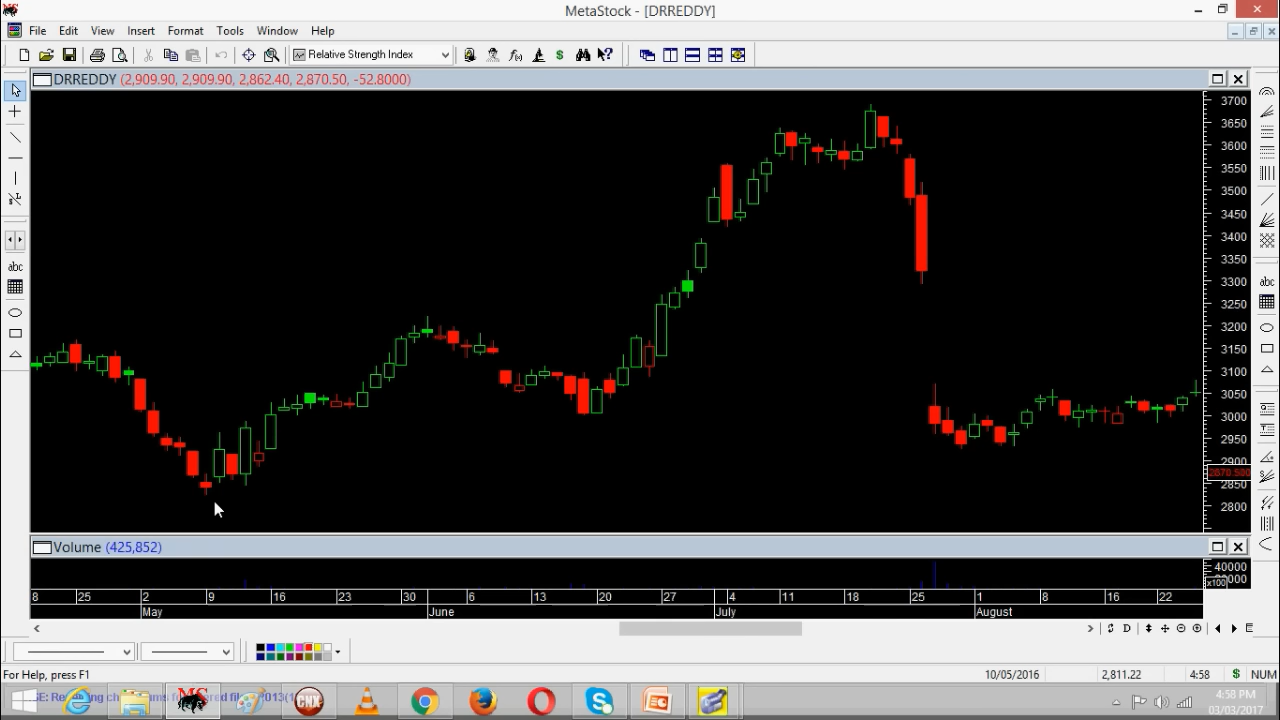 MetaStock - [DRREDDY]
File Edit View Insert Format Tools Window Help
Relative Strength Index
DRREDDY (2,909.90, 2,909.90, 2,862.40, 2,870.50, -52.8000)
3700
3650
3600
3550
3500
3450
3400
3350
3300
3250
3200
3150
3100
3050
3000
2950
2900
2870.500
2850
2800
abc
abc
Volume (425,852)
40000
x100
8 25 2 9 16 23 30 6 13 20 27 4 11 18 25 1 8 16 22
May June July August
D
For Help, press F1 10/05/2016 2,811.22 4:58 $ NUM
MS CNX
4:58 PM
03/03/2017